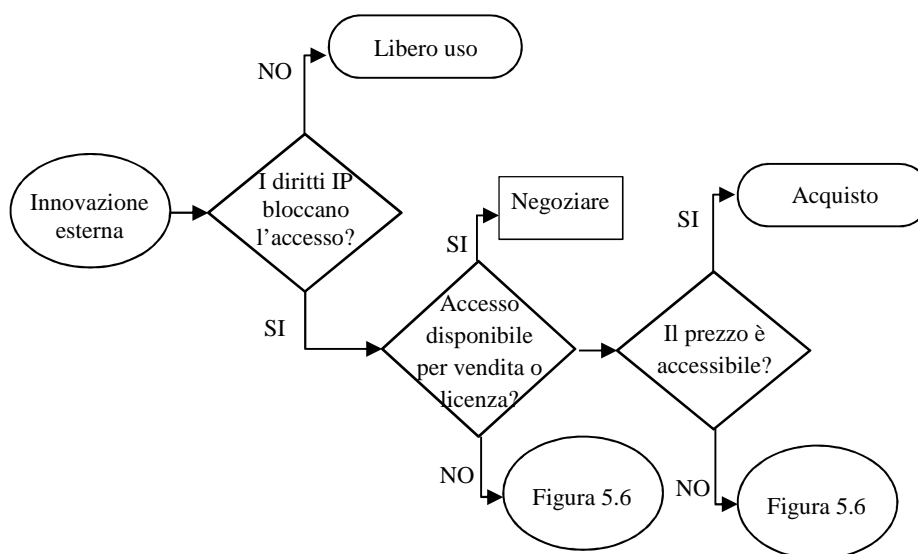 Libero uso
NO
Innovazione
esterna
I diritti IP
bloccano
l'accesso?
SI
Negoziare
SI
Accesso
disponibile
per vendita o
licenza?
NO
Figura 5.6
Acquisto
SI
Il prezzo è
accessibile?
NO
Figura 5.6